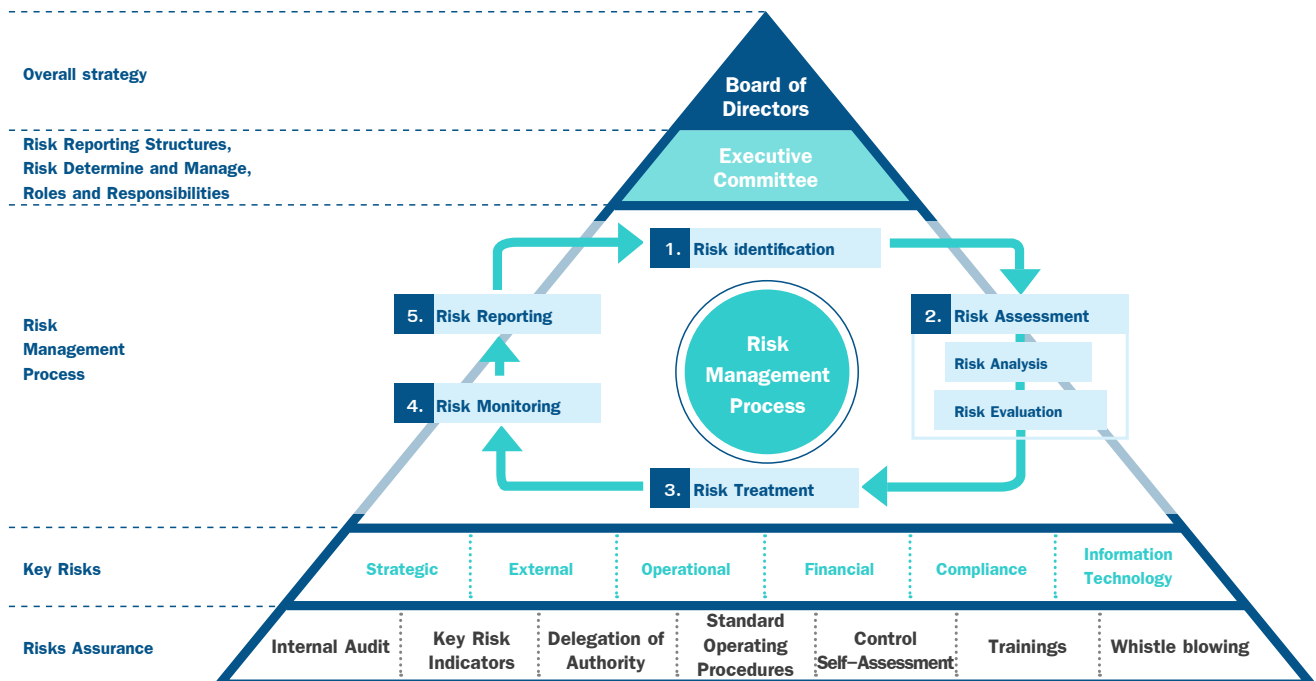 Overall strategy
Board of
Directors
Risk Reporting Structures,
Risk Determine and Manage,
Roles and Responsibilities
Executive
Committee
Risk
Management
Process
1. Risk identification
2. Risk Assessment
Risk Analysis
Risk Evaluation
3. Risk Treatment
4. Risk Monitoring
5. Risk Reporting
Risk
Management
Process
Key Risks
Strategic
External
Operational
Financial
Compliance
Information
Technology
Risks Assurance
Internal Audit
Key Risk
Indicators
Delegation of
Authority
Standard
Operating
Procedures
Control
Self–Assessment
Trainings
Whistle blowing